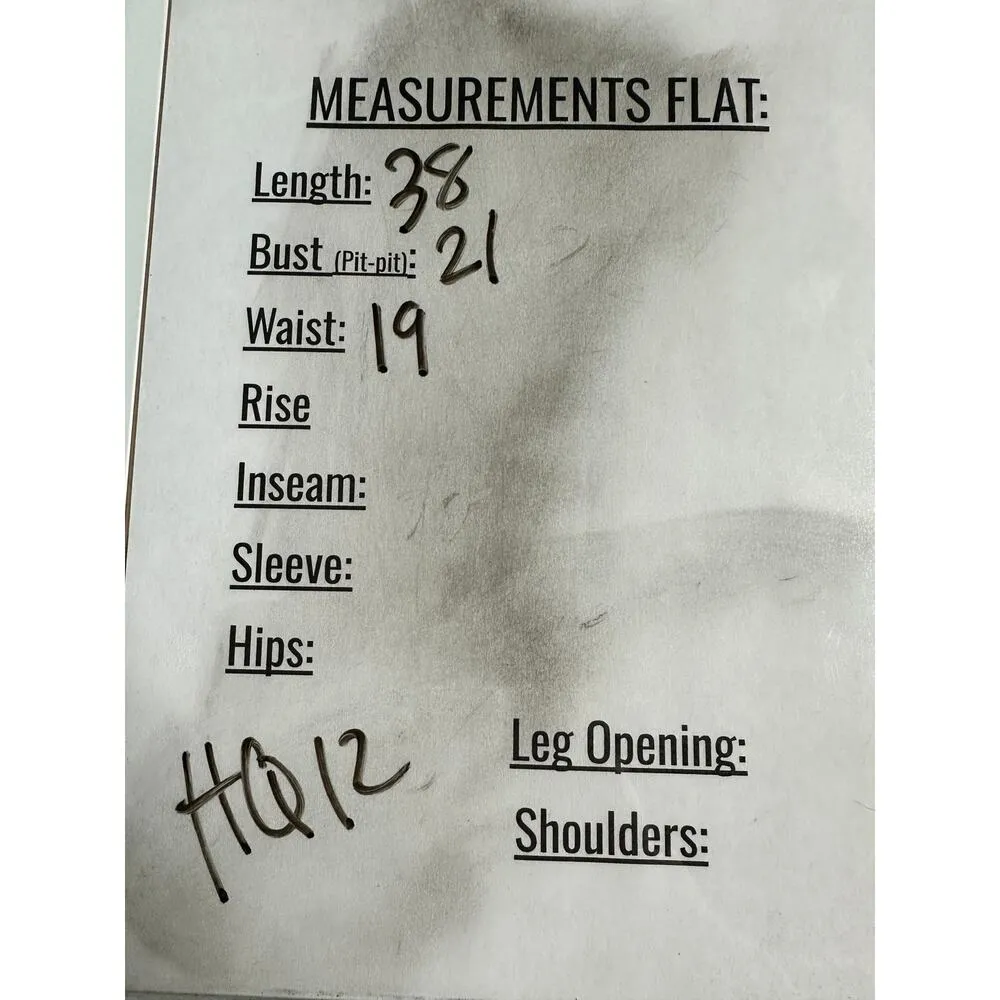 MEASUREMENTS FLAT:
Length: 38
Bust (Pit-pit): 21
Waist: 19
Rise
Inseam:
Sleeve:
Hips:
HQ12
Leg Opening:
Shoulders: